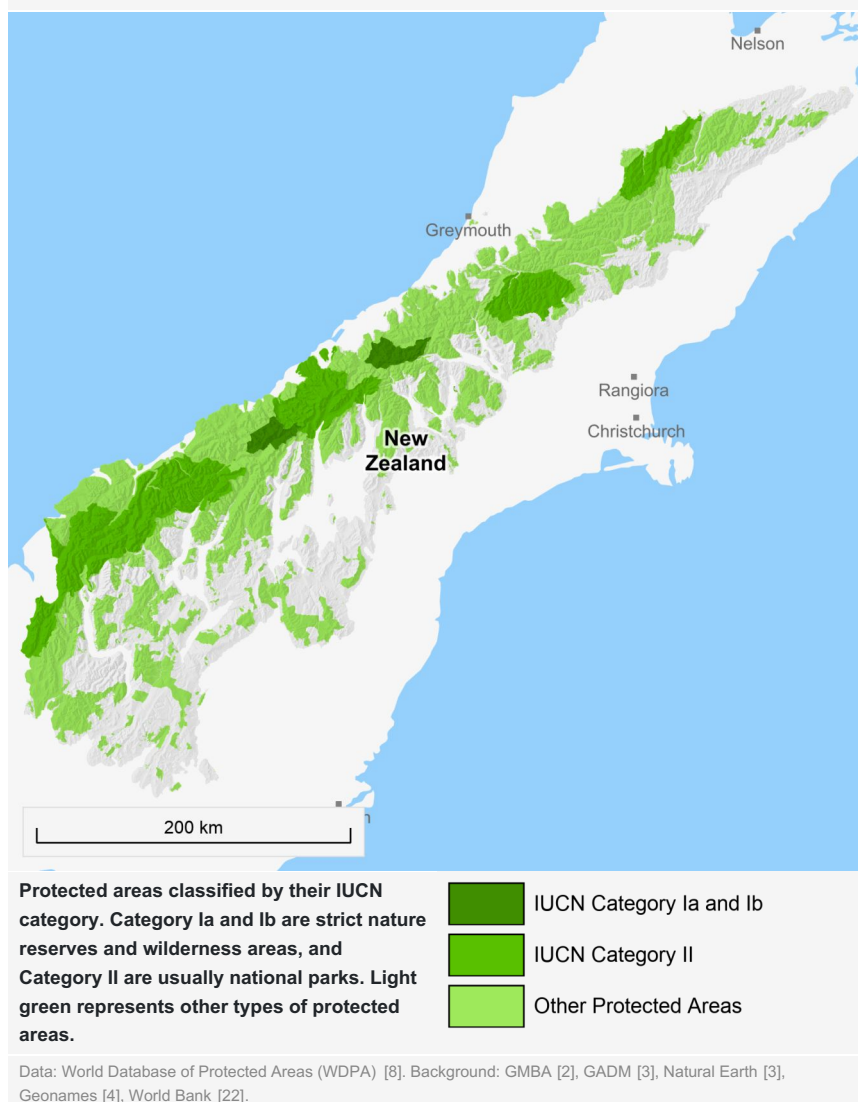 Nelson
Greymouth
Rangiora
Christchurch
New
Zealand
n
200 km
Protected areas classified by their IUCN
category. Category Ia and Ib are strict nature
reserves and wilderness areas, and
Category II are usually national parks. Light
green represents other types of protected
areas.
IUCN Category Ia and Ib
IUCN Category II
Other Protected Areas
Data: World Database of Protected Areas (WDPA) [8]. Background: GMBA [2], GADM [3], Natural Earth [3],
Geonames [4], World Bank [22].